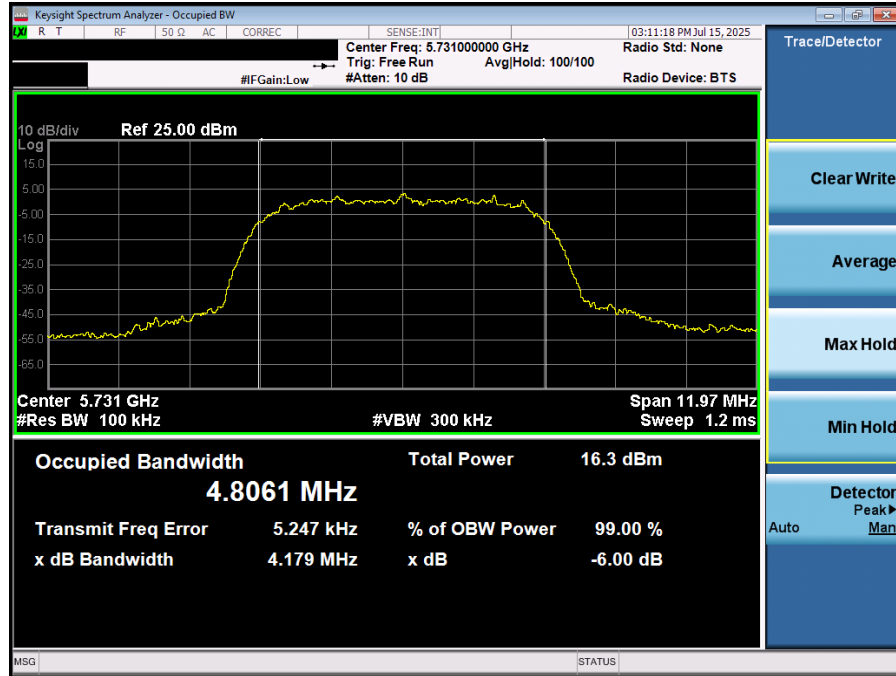 Keysight Spectrum Analyzer - Occupied BW
LXI R T RF 50 Ω AC CORREC SENSE:INT 03:11:18 PM Jul 15, 2025
Center Freq: 5.731000000 GHz Radio Std: None
Trig: Free Run Avg|Hold: 100/100
#IFGain:Low #Atten: 10 dB Radio Device: BTS
10 dB/div Ref 25.00 dBm
Log
15.0
5.00
-5.00
-15.0
-25.0
-35.0
-45.0
-55.0
-65.0
Center 5.731 GHz Span 11.97 MHz
#Res BW 100 kHz #VBW 300 kHz Sweep 1.2 ms
Occupied Bandwidth Total Power 16.3 dBm
4.8061 MHz
Transmit Freq Error 5.247 kHz % of OBW Power 99.00 %
x dB Bandwidth 4.179 MHz x dB -6.00 dB
MSG STATUS
Trace/Detector
Clear Write
Average
Max Hold
Min Hold
Detector
Peak▶
Auto Man